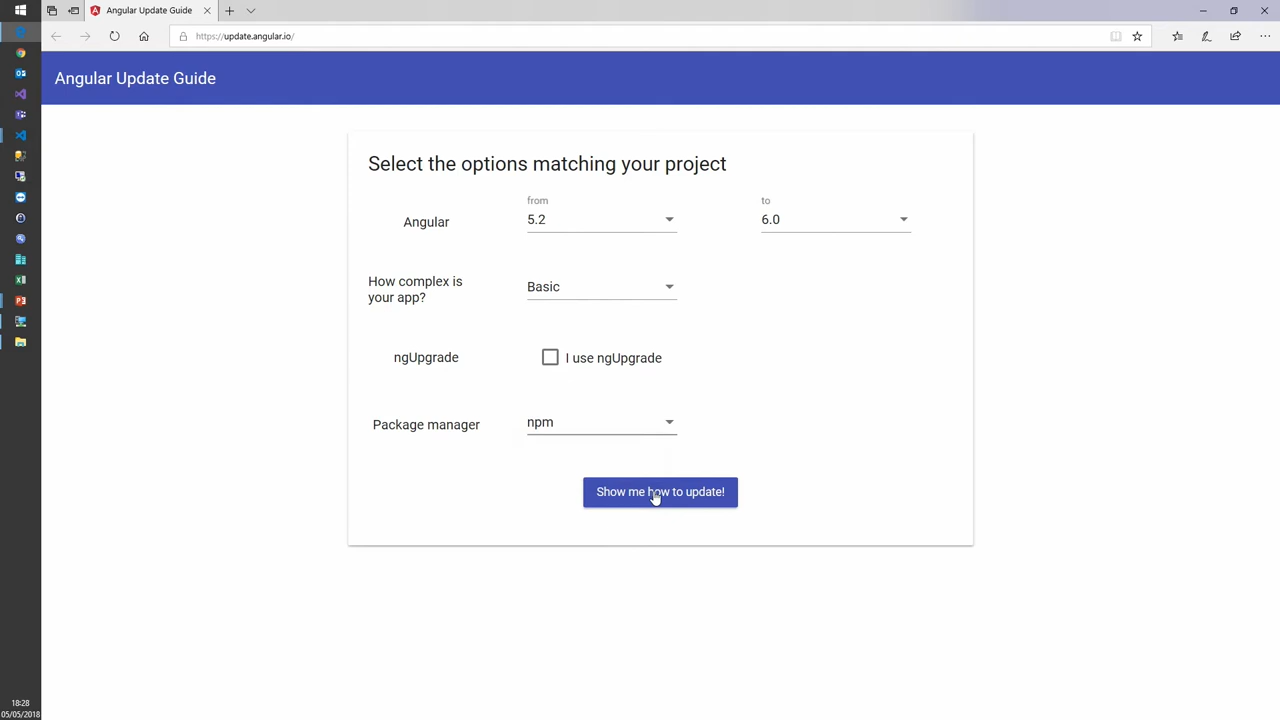 Angular Update Guide
https://update.angular.io/
Angular Update Guide
Select the options matching your project
from
to
Angular
5.2
6.0
How complex is
your app?
Basic
ngUpgrade
I use ngUpgrade
Package manager
npm
Show me how to update!
18:28
05/05/2018